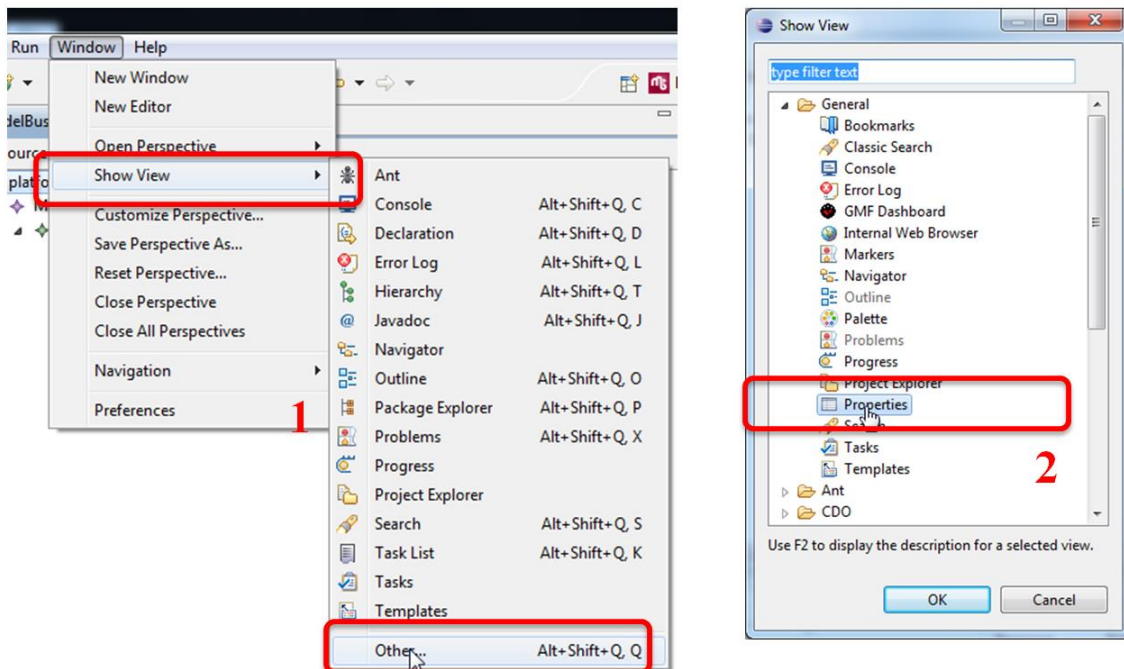 Run Window Help
New Window
New Editor
Open Perspective
Show View
Customize Perspective...
Save Perspective As...
Reset Perspective...
Close Perspective
Close All Perspectives
Navigation
Preferences
1
Ant
Console Alt+Shift+Q, C
Declaration Alt+Shift+Q, D
Error Log Alt+Shift+Q, L
Hierarchy Alt+Shift+Q, T
Javadoc Alt+Shift+Q, J
Navigator
Outline Alt+Shift+Q, O
Package Explorer Alt+Shift+Q, P
Problems Alt+Shift+Q, X
Progress
Project Explorer
Search Alt+Shift+Q, S
Task List Alt+Shift+Q, K
Tasks
Templates
Other... Alt+Shift+Q, Q
Show View
type filter text
General
Bookmarks
Classic Search
Console
Error Log
GMF Dashboard
Internal Web Browser
Markers
Navigator
Outline
Palette
Problems
Progress
Project Explorer
Properties
Search
Tasks
Templates
2
Ant
CDO
Use F2 to display the description for a selected view.
OK Cancel